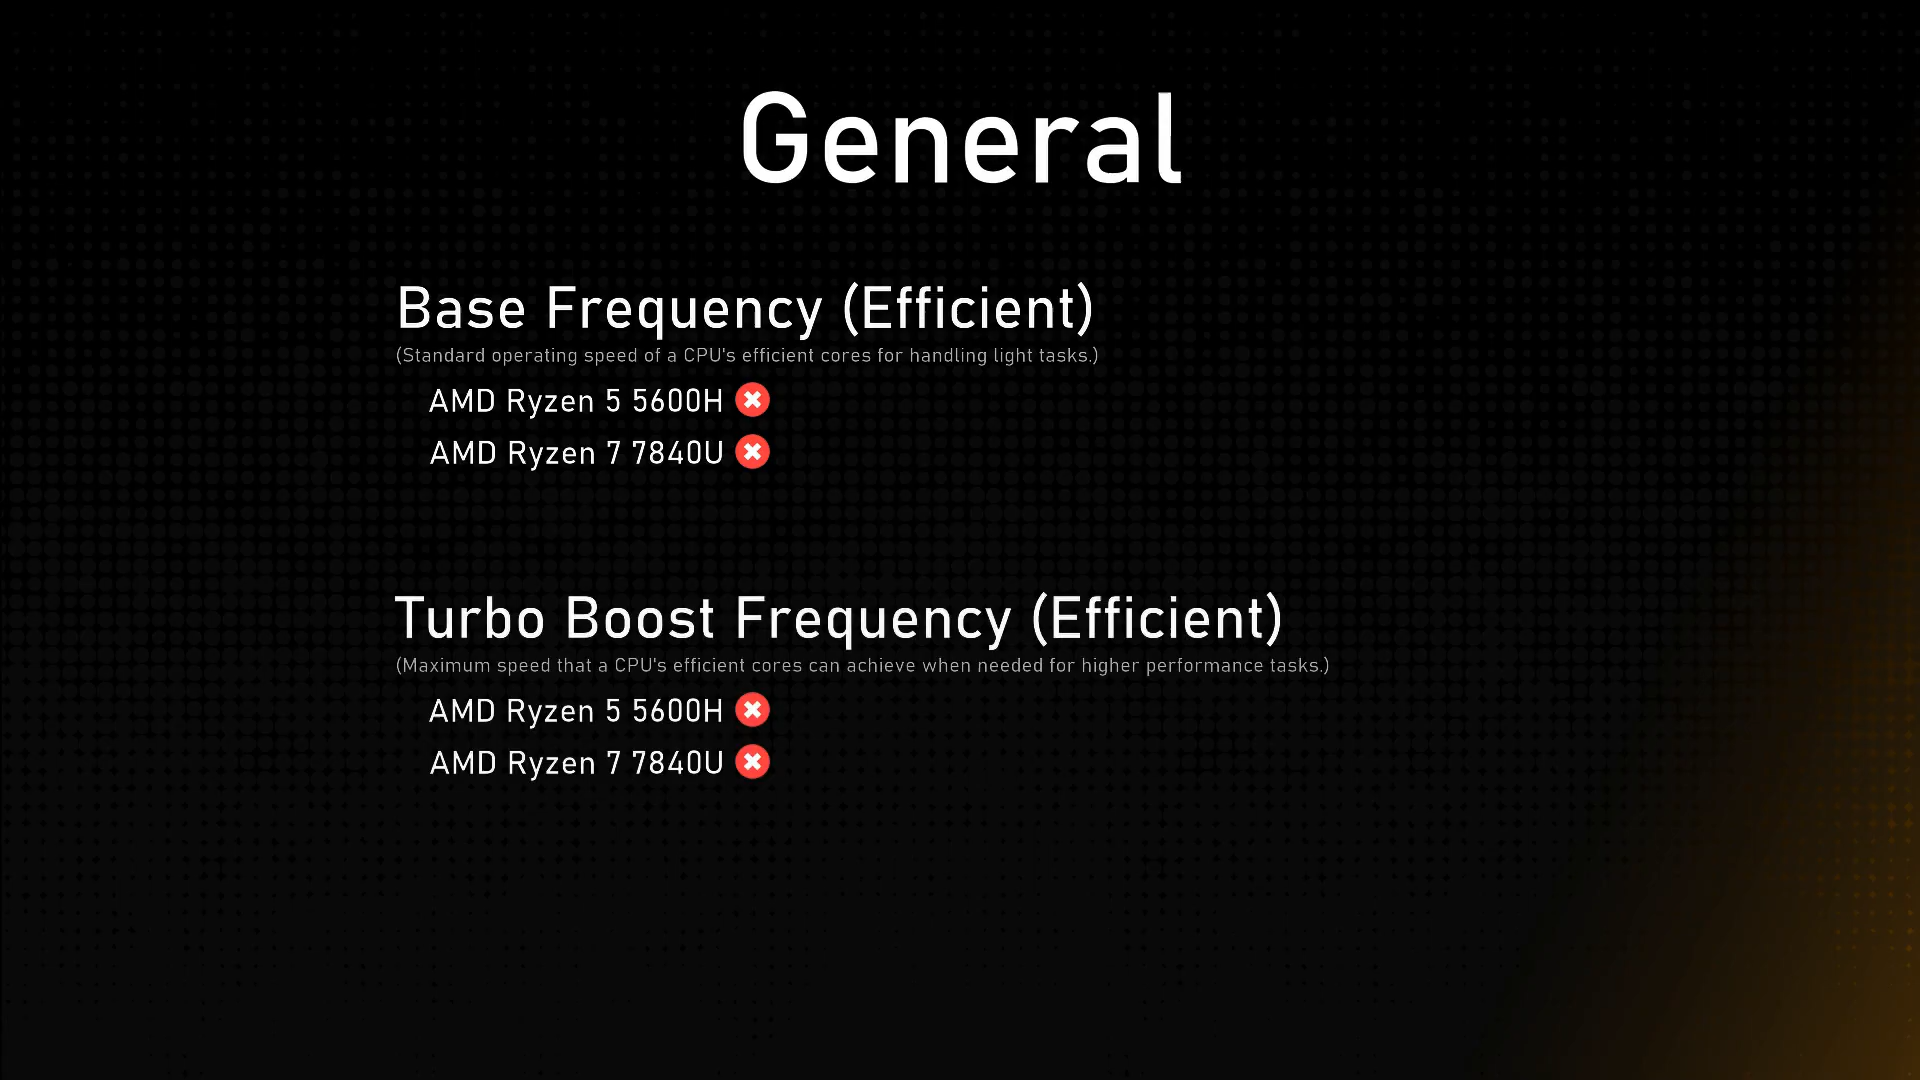 General
Base Frequency (Efficient)
(Standard operating speed of a CPU's efficient cores for handling light tasks.)
AMD Ryzen 5 5600H
AMD Ryzen 7 7840U
Turbo Boost Frequency (Efficient)
(Maximum speed that a CPU's efficient cores can achieve when needed for higher performance tasks.)
AMD Ryzen 5 5600H
AMD Ryzen 7 7840U